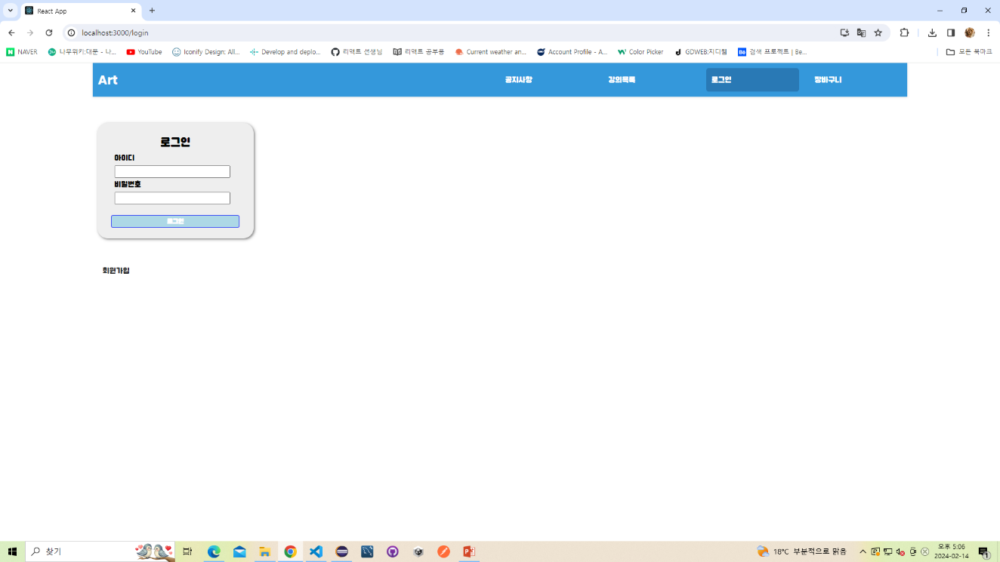 React App
localhost:3000/login
NAVER
나무위키:대문 - 나...
YouTube
Iconify Design: All...
Develop and deplo...
리액트 선생님
리액트 공부용
Current weather an...
Account Profile - A...
Color Picker
GDWEB:지디웹
Bē 검색 프로젝트 | Be...
모든 북마크
Art
공지사항
강의목록
로그인
장바구니
로그인
아이디
비밀번호
로그인
회원가입
찾기
18°C 부분적으로 맑음
오후 5:06
2024-02-14
1